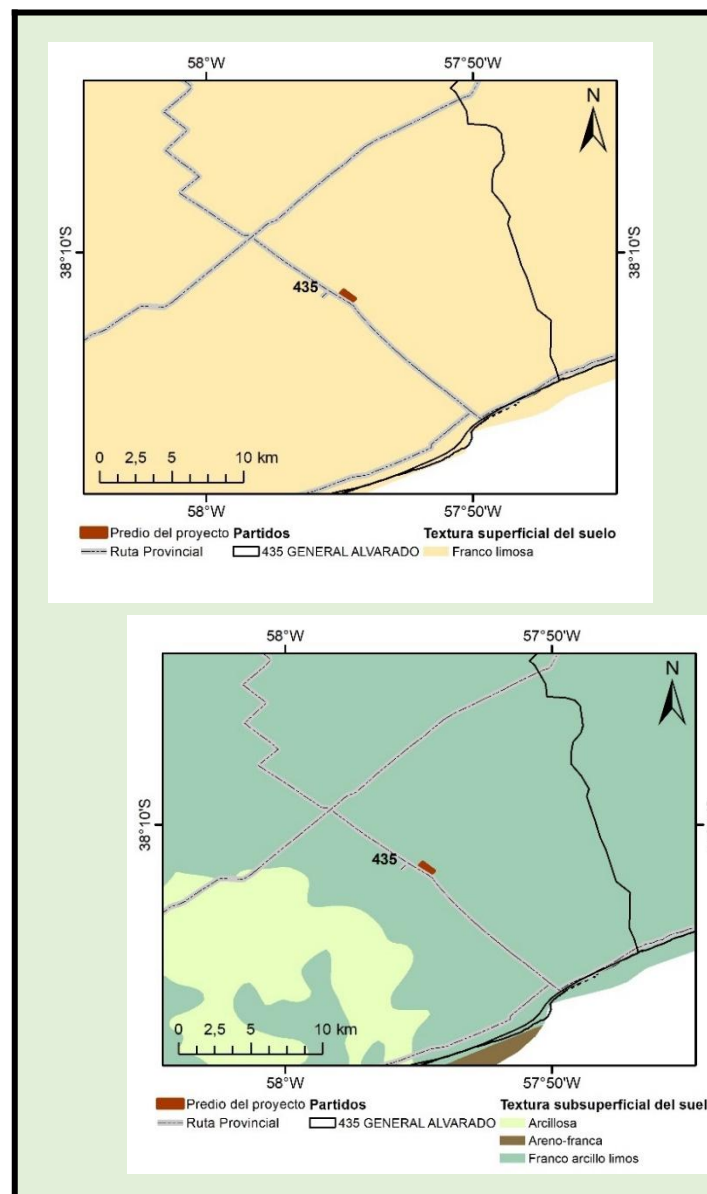 58°W 57°50'W
N
38°10'S 38°10'S
435
0 2,5 5 10 km
58°W 57°50'W
Predio del proyecto Partidos Textura superficial del suelo
Ruta Provincial 435 GENERAL ALVARADO Franco limosa
58°W 57°50'W
N
38°10'S
435
0 2,5 5 10 km
58°W 57°50'W
Predio del proyecto Partidos Textura subsuperficial del suel
Ruta Provincial 435 GENERAL ALVARADO Arcillosa
Areno-franca
Franco arcillo limos